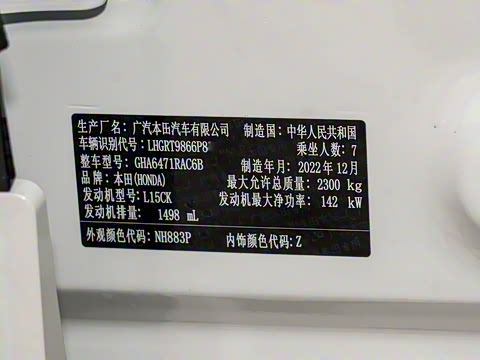 生产厂名：广汽本田汽车有限公司 制造国：中华人民共和国
车辆识别代号：LHGRT9866P8 乘坐人数：7
整车型号：GHA6471RAC6B 制造年月：2022年12月
品牌：本田(HONDA) 最大允许总质量：2300 kg
发动机型号：L15CK 发动机最大净功率：142 kW
发动机排量： 1498 mL
外观颜色代码：NH883P 内饰颜色代码：Z